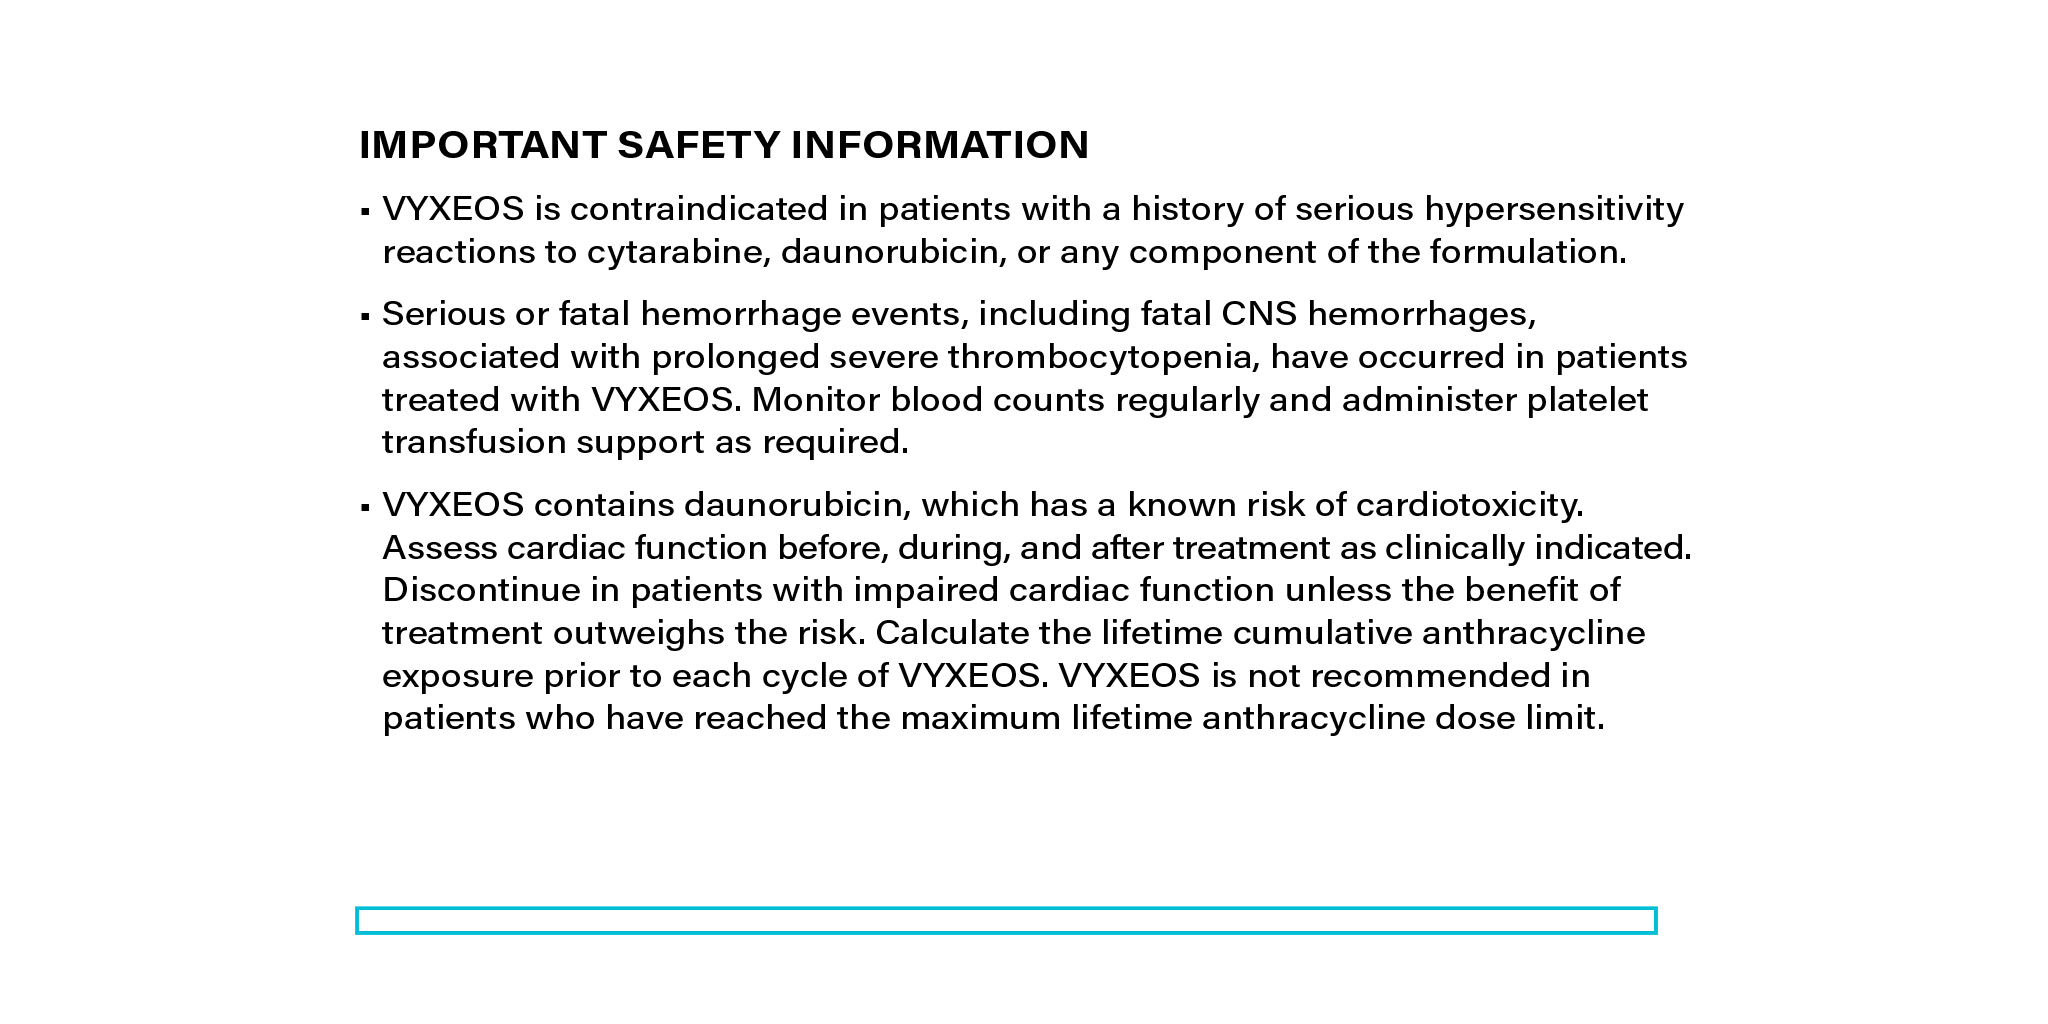 IMPORTANT SAFETY INFORMATION
▪ VYXEOS is contraindicated in patients with a history of serious hypersensitivity
reactions to cytarabine, daunorubicin, or any component of the formulation.
▪ Serious or fatal hemorrhage events, including fatal CNS hemorrhages,
associated with prolonged severe thrombocytopenia, have occurred in patients
treated with VYXEOS. Monitor blood counts regularly and administer platelet
transfusion support as required.
▪ VYXEOS contains daunorubicin, which has a known risk of cardiotoxicity.
Assess cardiac function before, during, and after treatment as clinically indicated.
Discontinue in patients with impaired cardiac function unless the benefit of
treatment outweighs the risk. Calculate the lifetime cumulative anthracycline
exposure prior to each cycle of VYXEOS. VYXEOS is not recommended in
patients who have reached the maximum lifetime anthracycline dose limit.